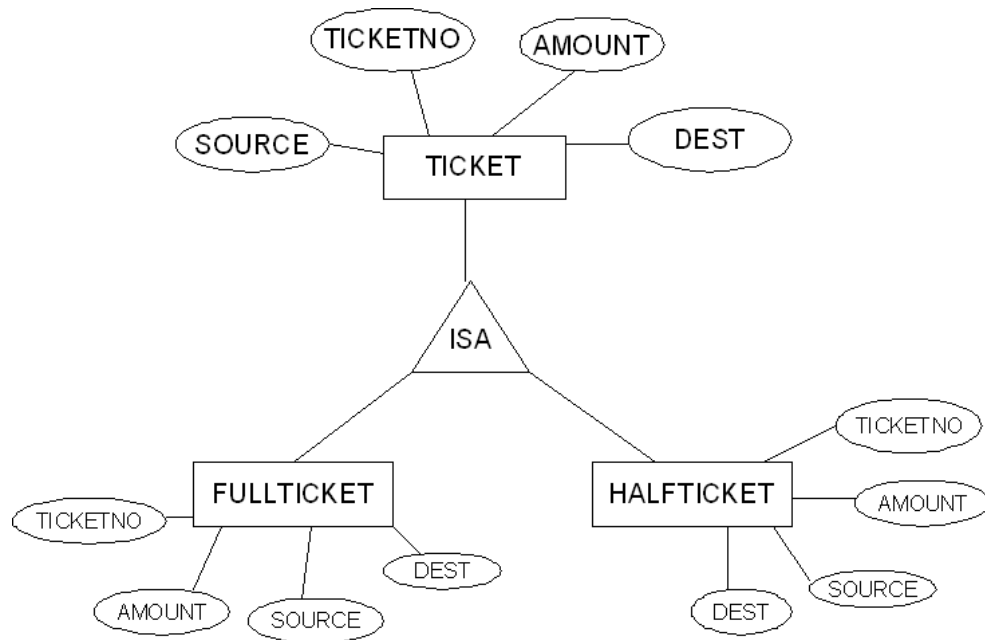 TICKETNO
AMOUNT
SOURCE
DEST
TICKET
ISA
TICKETNO
FULLTICKET
HALFTICKET
AMOUNT
TICKETNO
DEST
SOURCE
AMOUNT
SOURCE
DEST